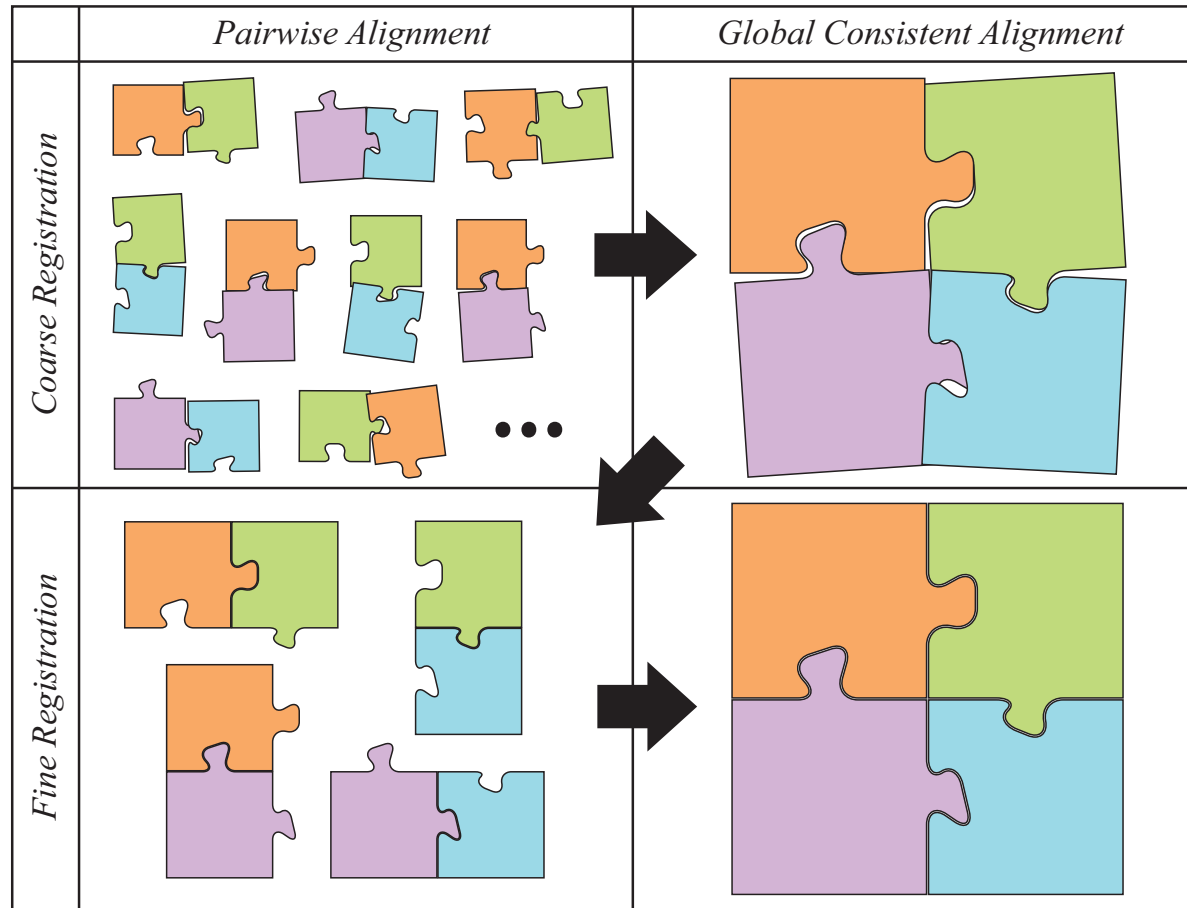 Pairwise Alignment
Global Consistent Alignment
Coarse Registration
Fine Registration